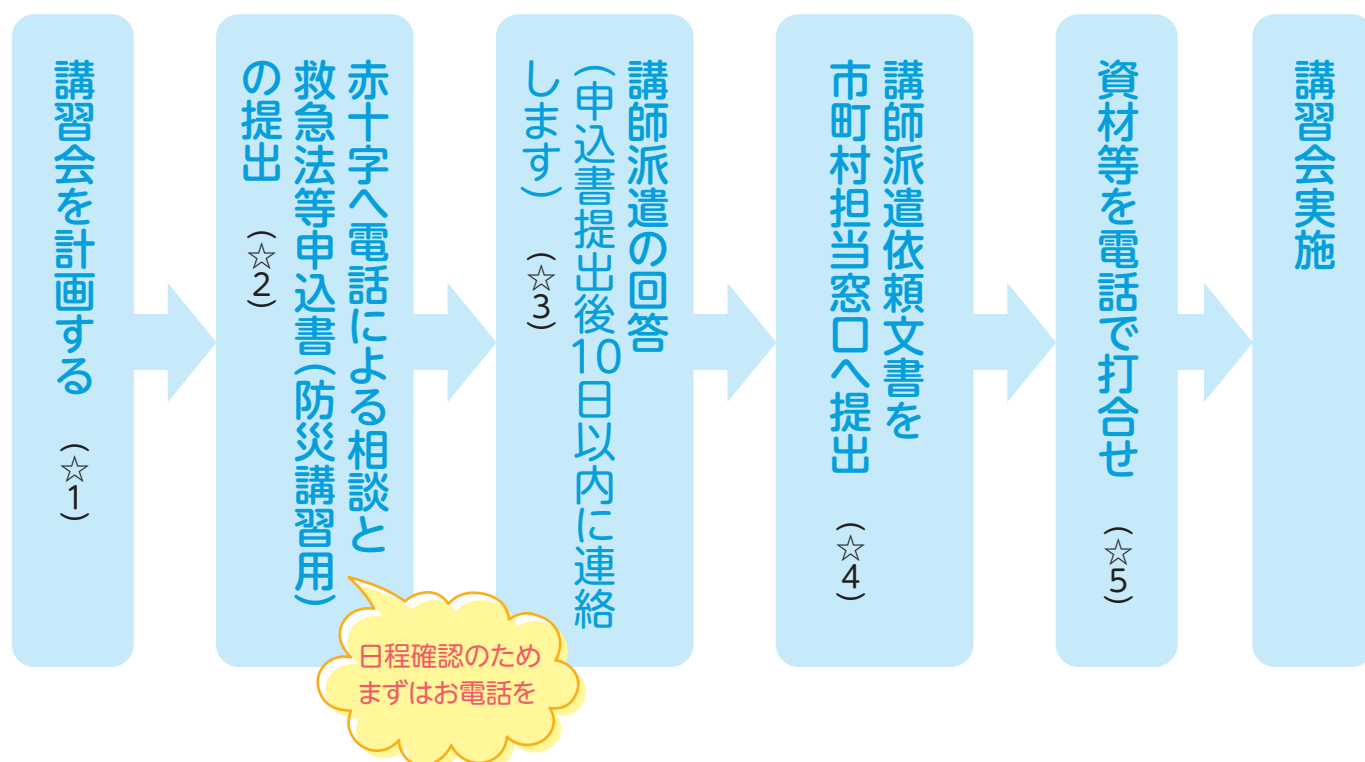 講習会を計画する （☆1）
赤十字へ電話による相談と
救急法等申込書（防災講習用）
の提出 （☆2）
日程確認のため
まずはお電話を
講師派遣の回答
（申込書提出後10日以内に連絡
します） （☆3）
講師派遣依頼文書を
市町村担当窓口へ提出 （☆4）
資材等を電話で打合せ （☆5）
講習会実施